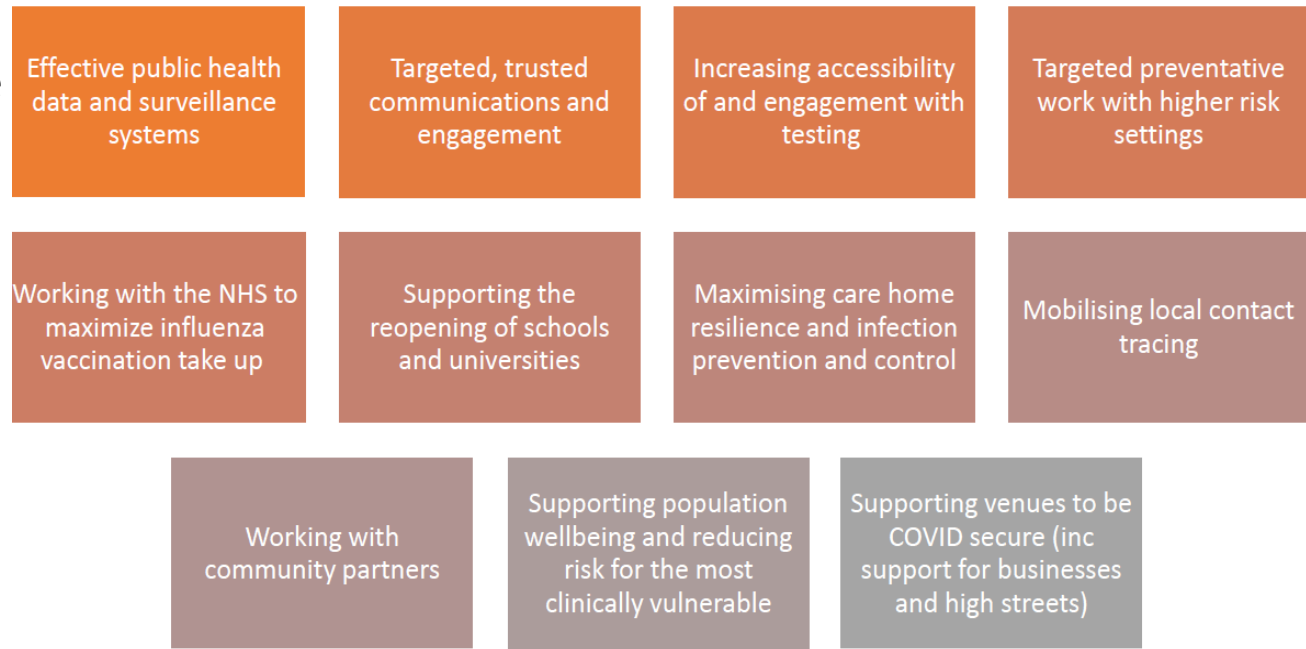 Effective public health
data and surveillance
systems
Targeted, trusted
communications and
engagement
Increasing accessibility
of and engagement with
testing
Targeted preventative
work with higher risk
settings
Working with the NHS to
maximize influenza
vaccination take up
Supporting the
reopening of schools
and universities
Maximising care home
resilience and infection
prevention and control
Mobilising local contact
tracing
Working with
community partners
Supporting population
wellbeing and reducing
risk for the most
clinically vulnerable
Supporting venues to be
COVID secure (inc
support for businesses
and high streets)